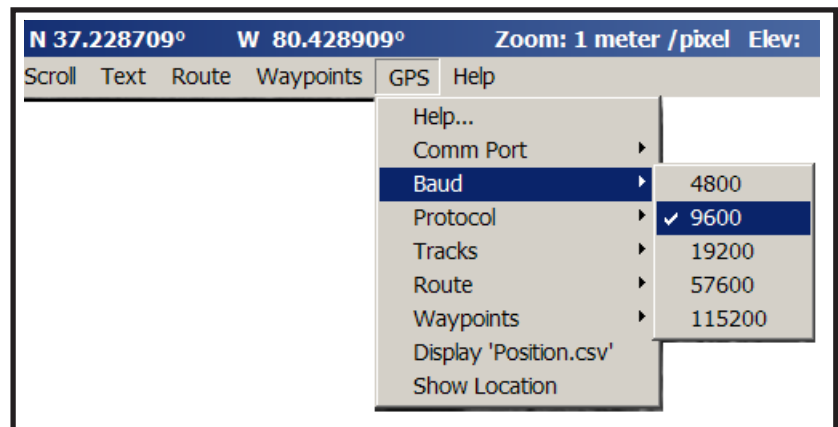 N 37.228709° W 80.428909° Zoom: 1 meter / pixel Elev:
Scroll Text Route Waypoints GPS Help
Help...
Comm Port
Baud
Protocol
Tracks
Route
Waypoints
Display 'Position.csv'
Show Location
4800
✓ 9600
19200
57600
115200